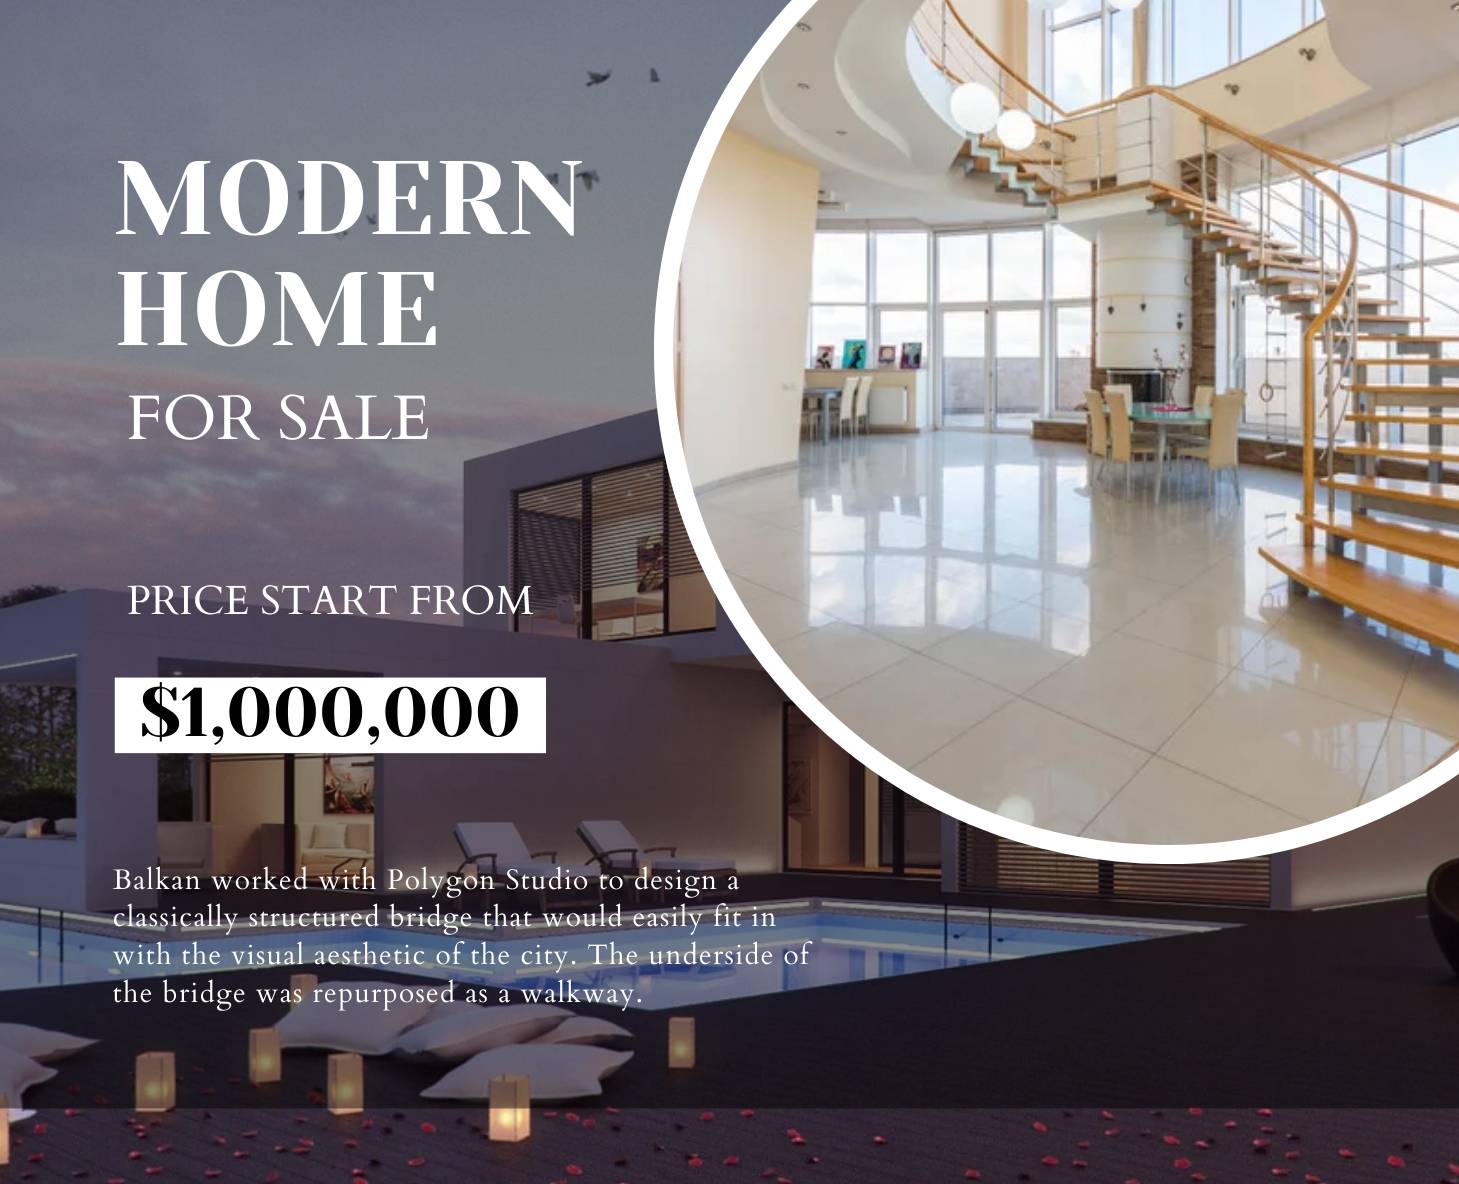 MODERN
HOME
FOR SALE
PRICE START FROM
$1,000,000
Balkan worked with Polygon Studio to design a
classically structured bridge that would easily fit in
with the visual aesthetic of the city. The underside of
the bridge was repurposed as a walkway.